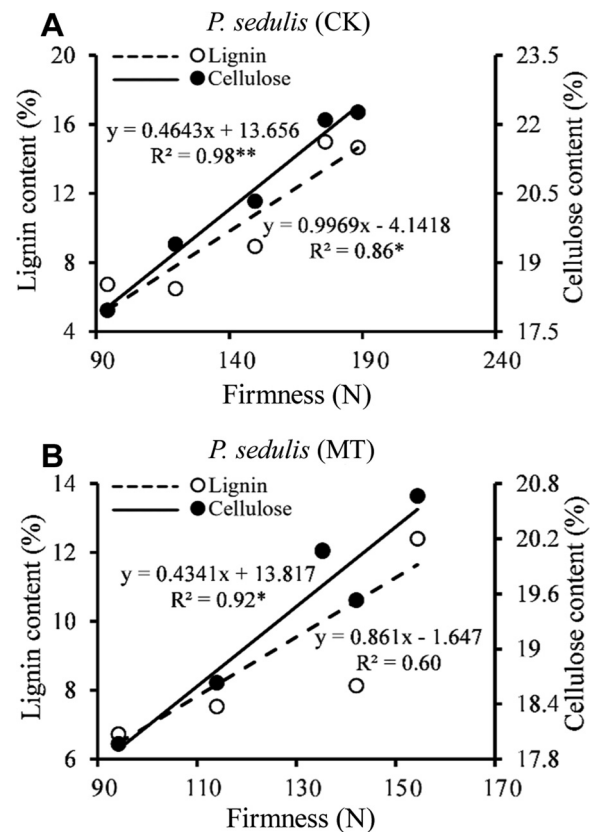 A
P. sedulis (CK)
20
16
12
8
4
Lignin content (%)
Lignin
Cellulose
y = 0.4643x + 13.656
R² = 0.98**
y = 0.9969x - 4.1418
R² = 0.86*
23.5
22
20.5
19
17.5
Cellulose content (%)
90
140
190
240
Firmness (N)
B
P. sedulis (MT)
14
12
10
8
6
Lignin content (%)
Lignin
Cellulose
y = 0.4341x + 13.817
R² = 0.92*
y = 0.861x - 1.647
R² = 0.60
20.8
20.2
19.6
19
18.4
17.8
Cellulose content (%)
90
110
130
150
170
Firmness (N)